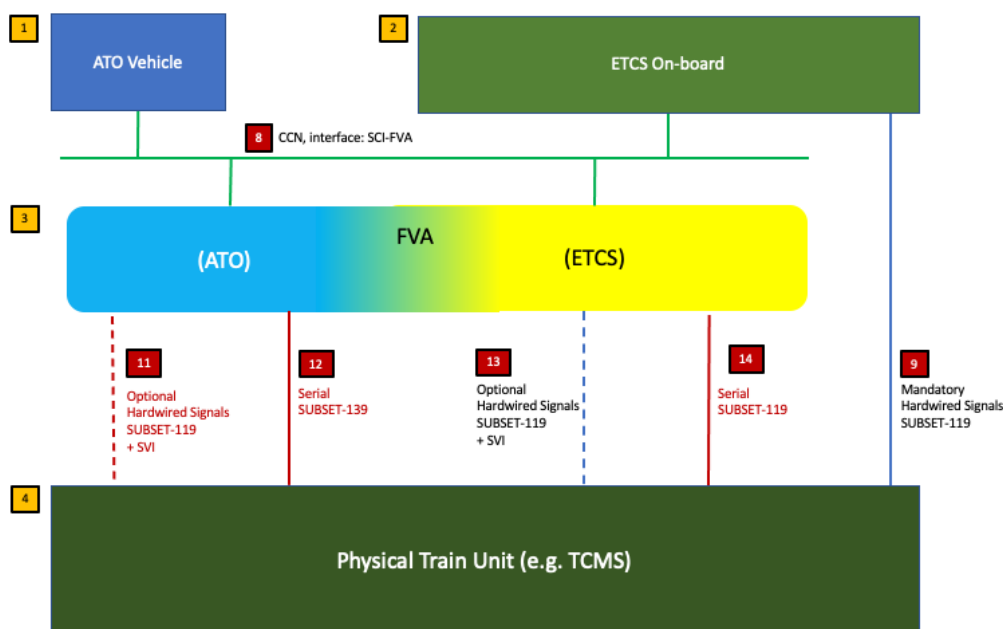 1
ATO Vehicle
2
ETCS On-board
8
CCN, interface: SCI-FVA
3
FVA
(ATO)
(ETCS)
11
Optional
Hardwired Signals
SUBSET-119
+ SVI
12
Serial
SUBSET-139
13
Optional
Hardwired Signals
SUBSET-119
+ SVI
14
Serial
SUBSET-119
9
Mandatory
Hardwired Signals
SUBSET-119
4
Physical Train Unit (e.g. TCMS)